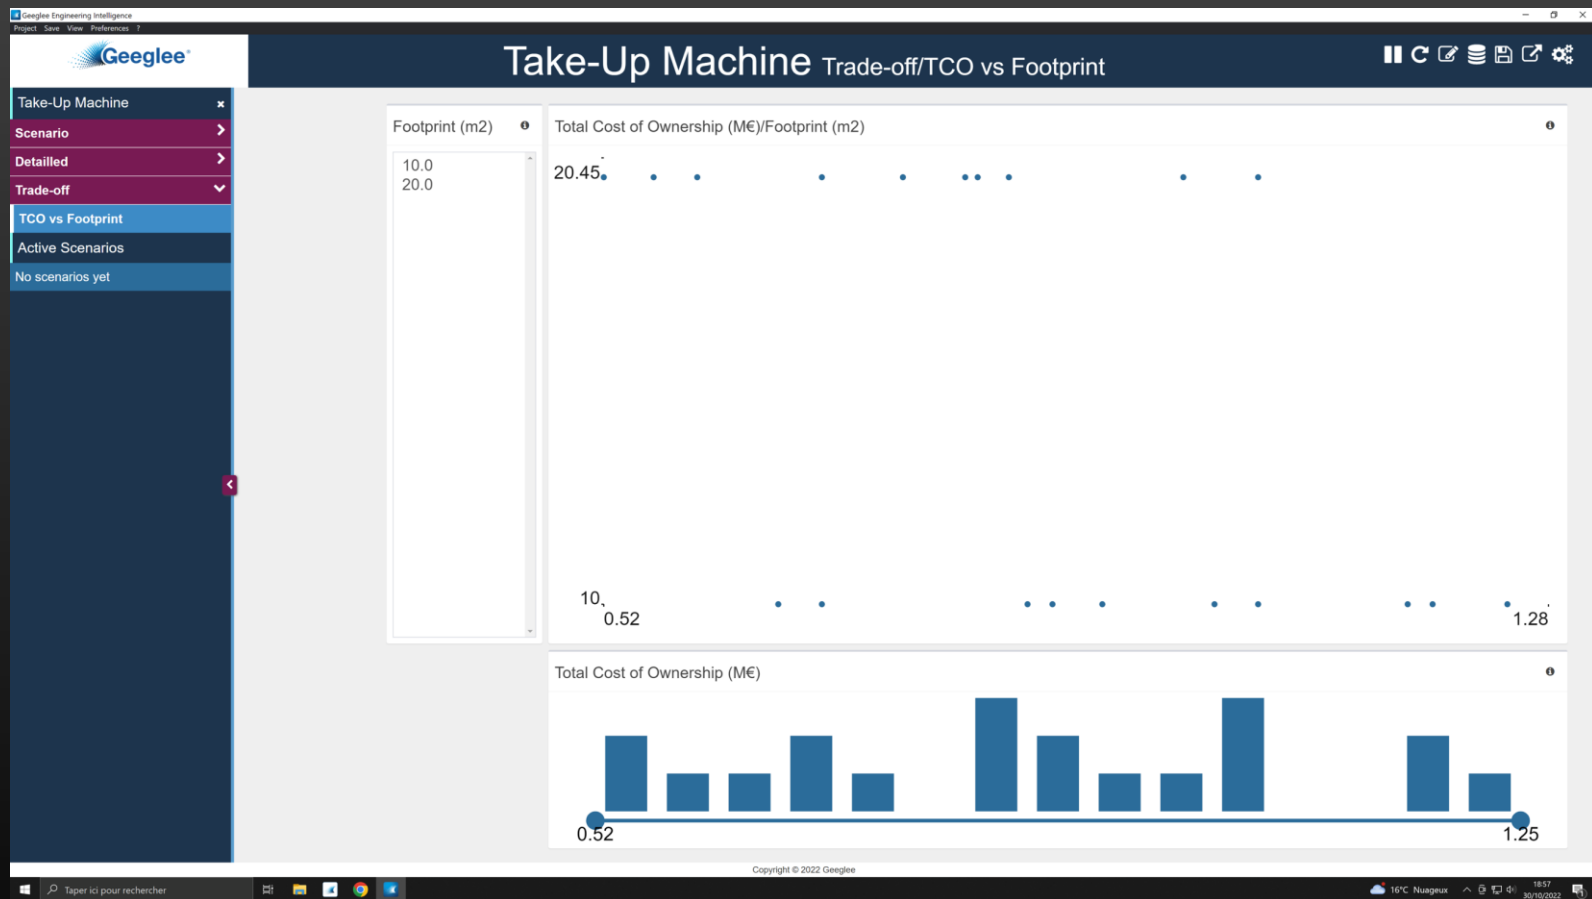 Geeglee Engineering Intelligence
Project Save View Preferences ?
Geeglee®
Take-Up Machine Trade-off/TCO vs Footprint
Take-Up Machine
Scenario
Detailled
Trade-off
TCO vs Footprint
Active Scenarios
No scenarios yet
Footprint (m2)
10.0
20.0
Total Cost of Ownership (M€)/Footprint (m2)
20.45
10
0.52
1.28
Total Cost of Ownership (M€)
0.52
1.25
Copyright © 2022 Geeglee
Taper ici pour rechercher
16°C Nuageux
18:57
30/10/2022